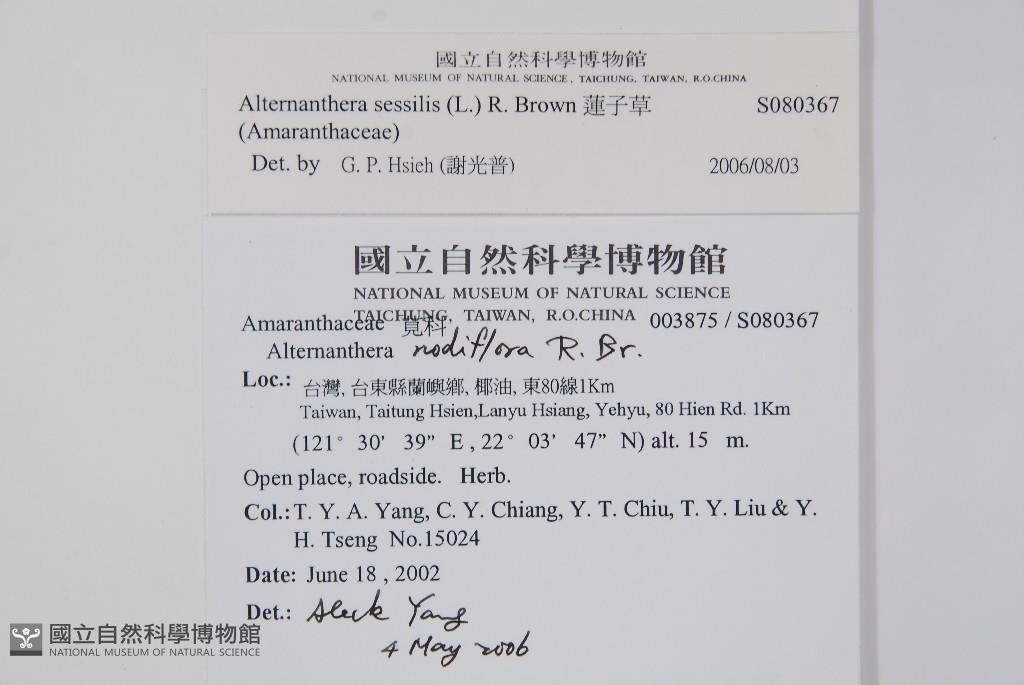 國立自然科學博物館
NATIONAL MUSEUM OF NATURAL SCIENCE, TAICHUNG, TAIWAN, R.O.CHINA
Alternanthera sessilis (L.) R. Brown 蓮子草 S080367
(Amaranthaceae)
Det. by G. P. Hsieh (謝光普) 2006/08/03
國立自然科學博物館
NATIONAL MUSEUM OF NATURAL SCIENCE
TAICHUNG, TAIWAN, R.O.CHINA
Amaranthaceae 莧科 003875 / S080367
Alternanthera nodiflora R. Br.
Loc.: 台灣, 台東縣蘭嶼鄉, 椰油, 東80線1Km
Taiwan, Taitung Hsien,Lanyu Hsiang, Yehyu, 80 Hien Rd. 1Km
(121° 30’ 39” E , 22° 03’ 47” N) alt. 15 m.
Open place, roadside. Herb.
Col.: T. Y. A. Yang, C. Y. Chiang, Y. T. Chiu, T. Y. Liu & Y.
H. Tseng No.15024
Date: June 18 , 2002
Det.: Aleck Yang
4 May 2006
國立自然科學博物館
NATIONAL MUSEUM OF NATURAL SCIENCE